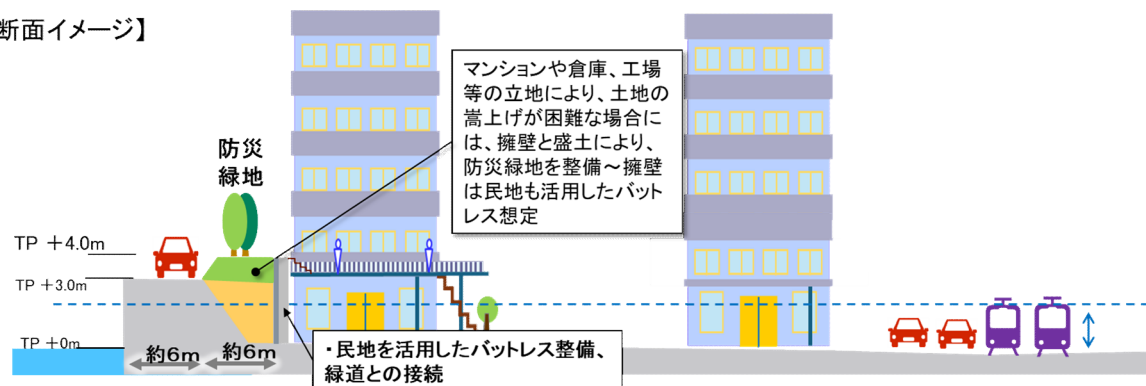 断面イメージ】
マンションや倉庫、工場
等の立地により、土地の
嵩上げが困難な場合に
は、擁壁と盛土により、
防災緑地を整備～擁壁
は民地も活用したバット
レス想定
防災
緑地
TP +4.0m
TP +3.0m
TP +0m
約6m
約6m
・民地を活用したバットレス整備、
緑道との接続